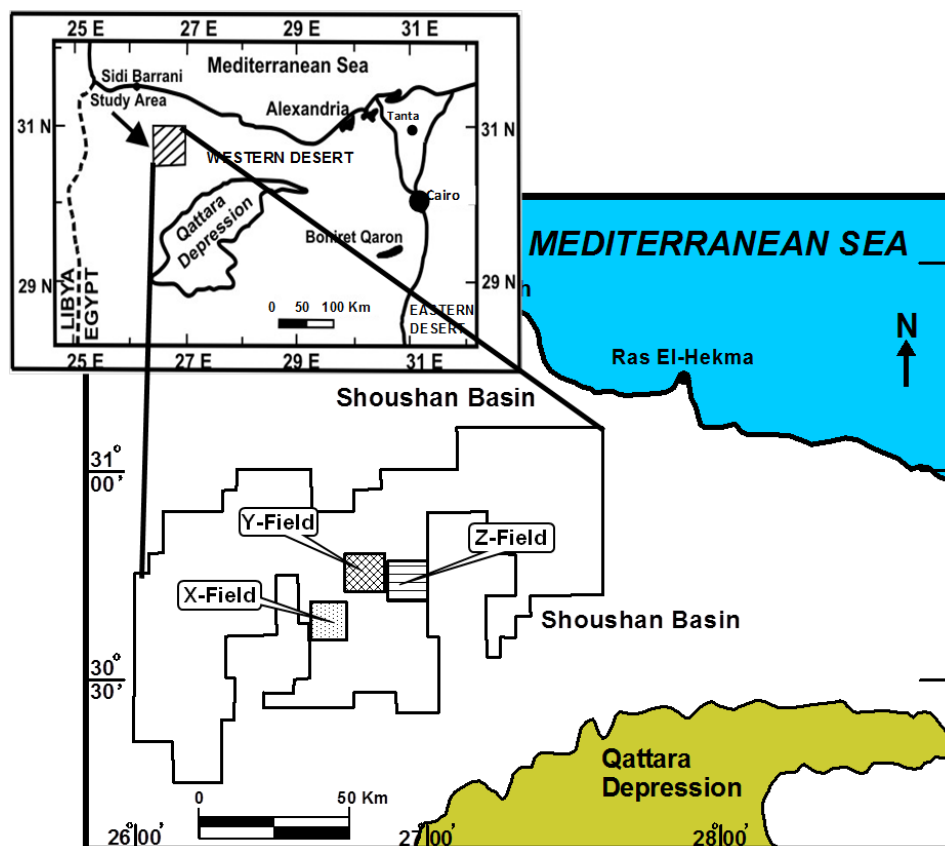 25 E 27 E 29 E 31 E
Mediterranean Sea
Sidi Barrani
Study Area
Alexandria
Tanta
31 N
31 N
WESTERN DESERT
Cairo
Qattara
Depression
Bohiret Qaron
29 N
29 N
0 50 100 Km
LIBYA
EGYPT
EASTERN
DESERT
25 E 27 E 29 E 31 E
MEDITERRANEAN SEA
h
N
Ras El-Hekma
Shoushan Basin
31°
00'
Y-Field
Z-Field
X-Field
Shoushan Basin
30°
30'
Qattara
Depression
0 50 Km
26°00' 27°00' 28°00'